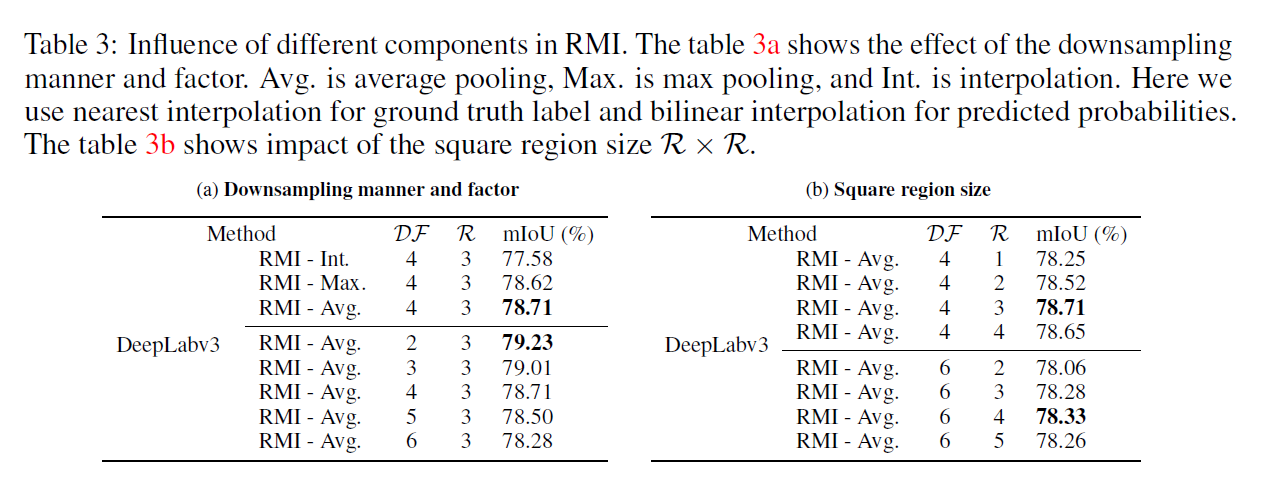 Table 3: Influence of different components in RMI. The table 3a shows the effect of the downsampling
manner and factor. Avg. is average pooling, Max. is max pooling, and Int. is interpolation. Here we
use nearest interpolation for ground truth label and bilinear interpolation for predicted probabilities.
The table 3b shows impact of the square region size R × R.
(a) Downsampling manner and factor
Method DF R mIoU (%)
RMI - Int. 4 3 77.58
RMI - Max. 4 3 78.62
RMI - Avg. 4 3 78.71
DeepLabv3
RMI - Avg. 2 3 79.23
RMI - Avg. 3 3 79.01
RMI - Avg. 4 3 78.71
RMI - Avg. 5 3 78.50
RMI - Avg. 6 3 78.28
(b) Square region size
Method DF R mIoU (%)
RMI - Avg. 4 1 78.25
RMI - Avg. 4 2 78.52
RMI - Avg. 4 3 78.71
RMI - Avg. 4 4 78.65
DeepLabv3
RMI - Avg. 6 2 78.06
RMI - Avg. 6 3 78.28
RMI - Avg. 6 4 78.33
RMI - Avg. 6 5 78.26